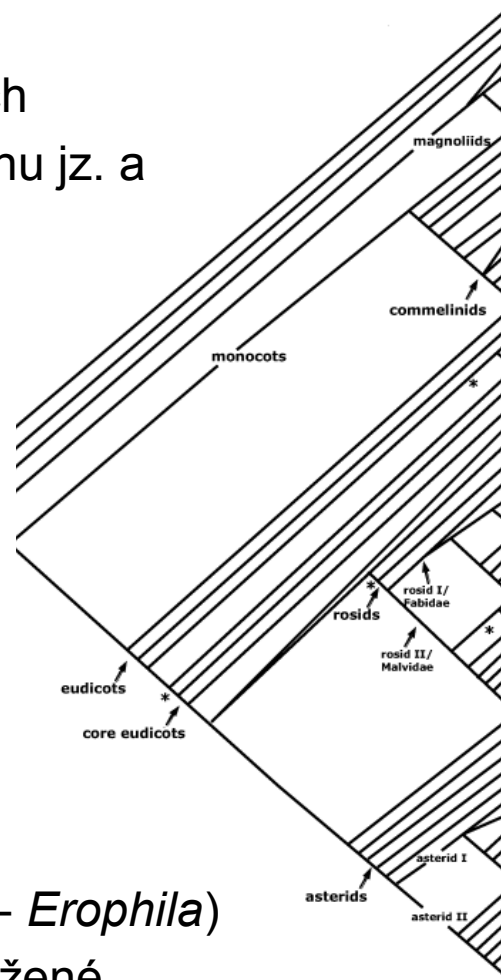 h
nu jz. a
magnoliids
commelinids
monocots
*
*
rosid I/
Fabidae
rosids
*
rosid II/
Malvidae
eudicots
*
core eudicots
asterid I
asterids
asterid II
- Erophila)
žené